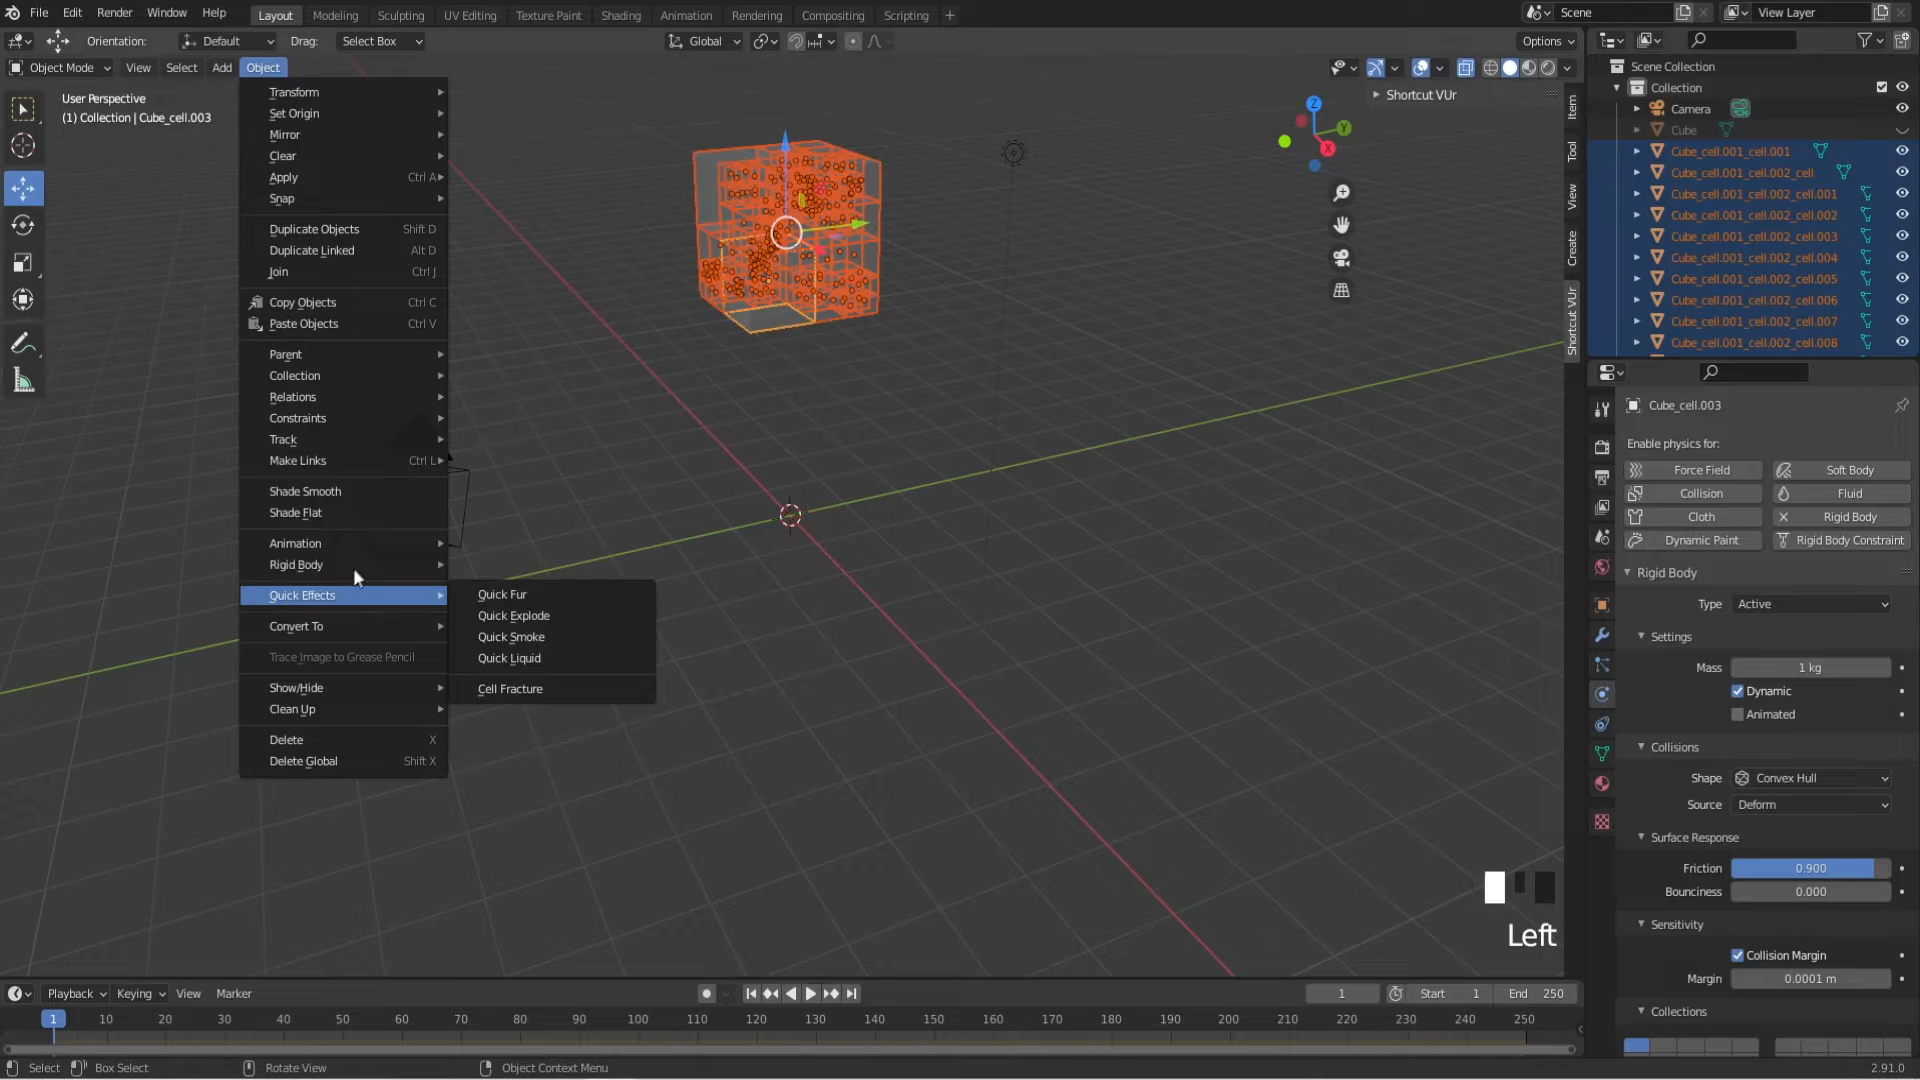 File Edit Render Window Help
Layout Modeling Sculpting UV Editing Texture Paint Shading Animation Rendering Compositing Scripting +
Scene View Layer
Orientation: Default Drag: Select Box Global Options
Object Mode View Select Add Object
User Perspective
(1) Collection | Cube_cell.003
Transform
Set Origin
Mirror
Clear
Apply Ctrl A
Snap
Duplicate Objects Shift D
Duplicate Linked Alt D
Join Ctrl J
Copy Objects Ctrl C
Paste Objects Ctrl V
Parent
Collection
Relations
Constraints
Track
Make Links Ctrl L
Shade Smooth
Shade Flat
Animation
Rigid Body
Quick Effects
Convert To
Trace Image to Grease Pencil
Show/Hide
Clean Up
Delete X
Delete Global Shift X
Quick Fur
Quick Explode
Quick Smoke
Quick Liquid
Cell Fracture
Z
Y
X
Shortcut VUr
Item
Tool
View
Create
Shortcut VUr
Left
Scene Collection
Collection
Camera
Cube
Cube_cell.001_cell.001
Cube_cell.001_cell.002_cell
Cube_cell.001_cell.002_cell.001
Cube_cell.001_cell.002_cell.002
Cube_cell.001_cell.002_cell.003
Cube_cell.001_cell.002_cell.004
Cube_cell.001_cell.002_cell.005
Cube_cell.001_cell.002_cell.006
Cube_cell.001_cell.002_cell.007
Cube_cell.001_cell.002_cell.008
Cube_cell.003
Enable physics for:
Force Field Soft Body
Collision Fluid
Cloth Rigid Body
Dynamic Paint Rigid Body Constraint
Rigid Body
Type Active
Settings
Mass 1 kg
Dynamic
Animated
Collisions
Shape Convex Hull
Source Deform
Surface Response
Friction 0.900
Bounciness 0.000
Sensitivity
Collision Margin
Margin 0.0001 m
Collections
Playback Keying View Marker 1 Start 1 End 250
1 10 20 30 40 50 60 70 80 90 100 110 120 130 140 150 160 170 180 190 200 210 220 230 240 250
Select Box Select Rotate View Object Context Menu 2.91.0